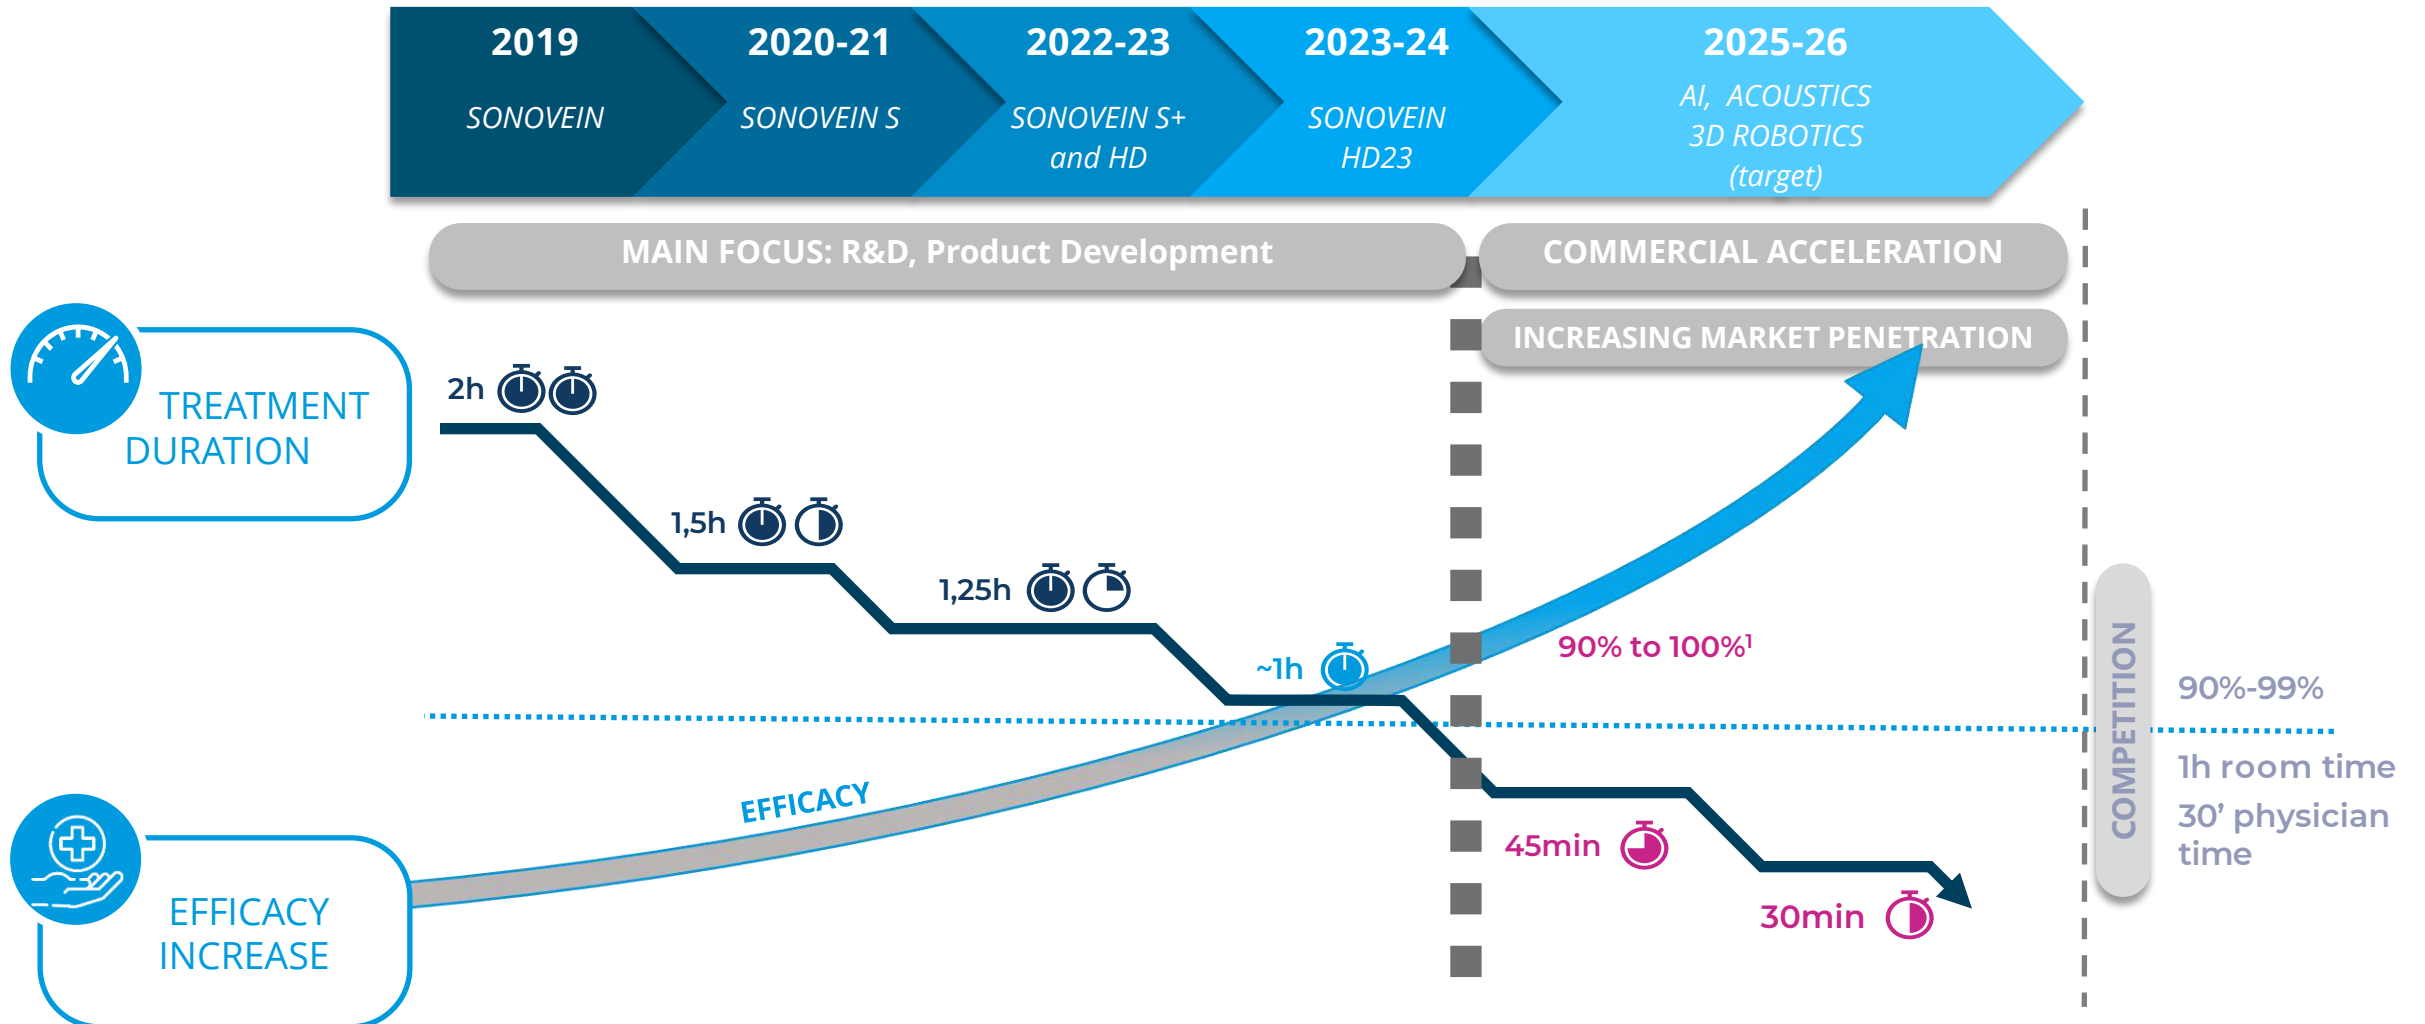 2019
SONOVEIN
2020-21
SONOVEIN S
2022-23
SONOVEIN S+
and HD
2023-24
SONOVEIN
HD23
2025-26
AI,  ACOUSTICS
3D ROBOTICS
(target)
MAIN FOCUS: R&D, Product Development
COMMERCIAL ACCELERATION
INCREASING MARKET PENETRATION
TREATMENT
DURATION
2h
1,5h
1,25h
~1h
90% to 100%¹
EFFICACY
45min
30min
EFFICACY
INCREASE
COMPETITION
90%-99%
1h room time
30’ physician
time